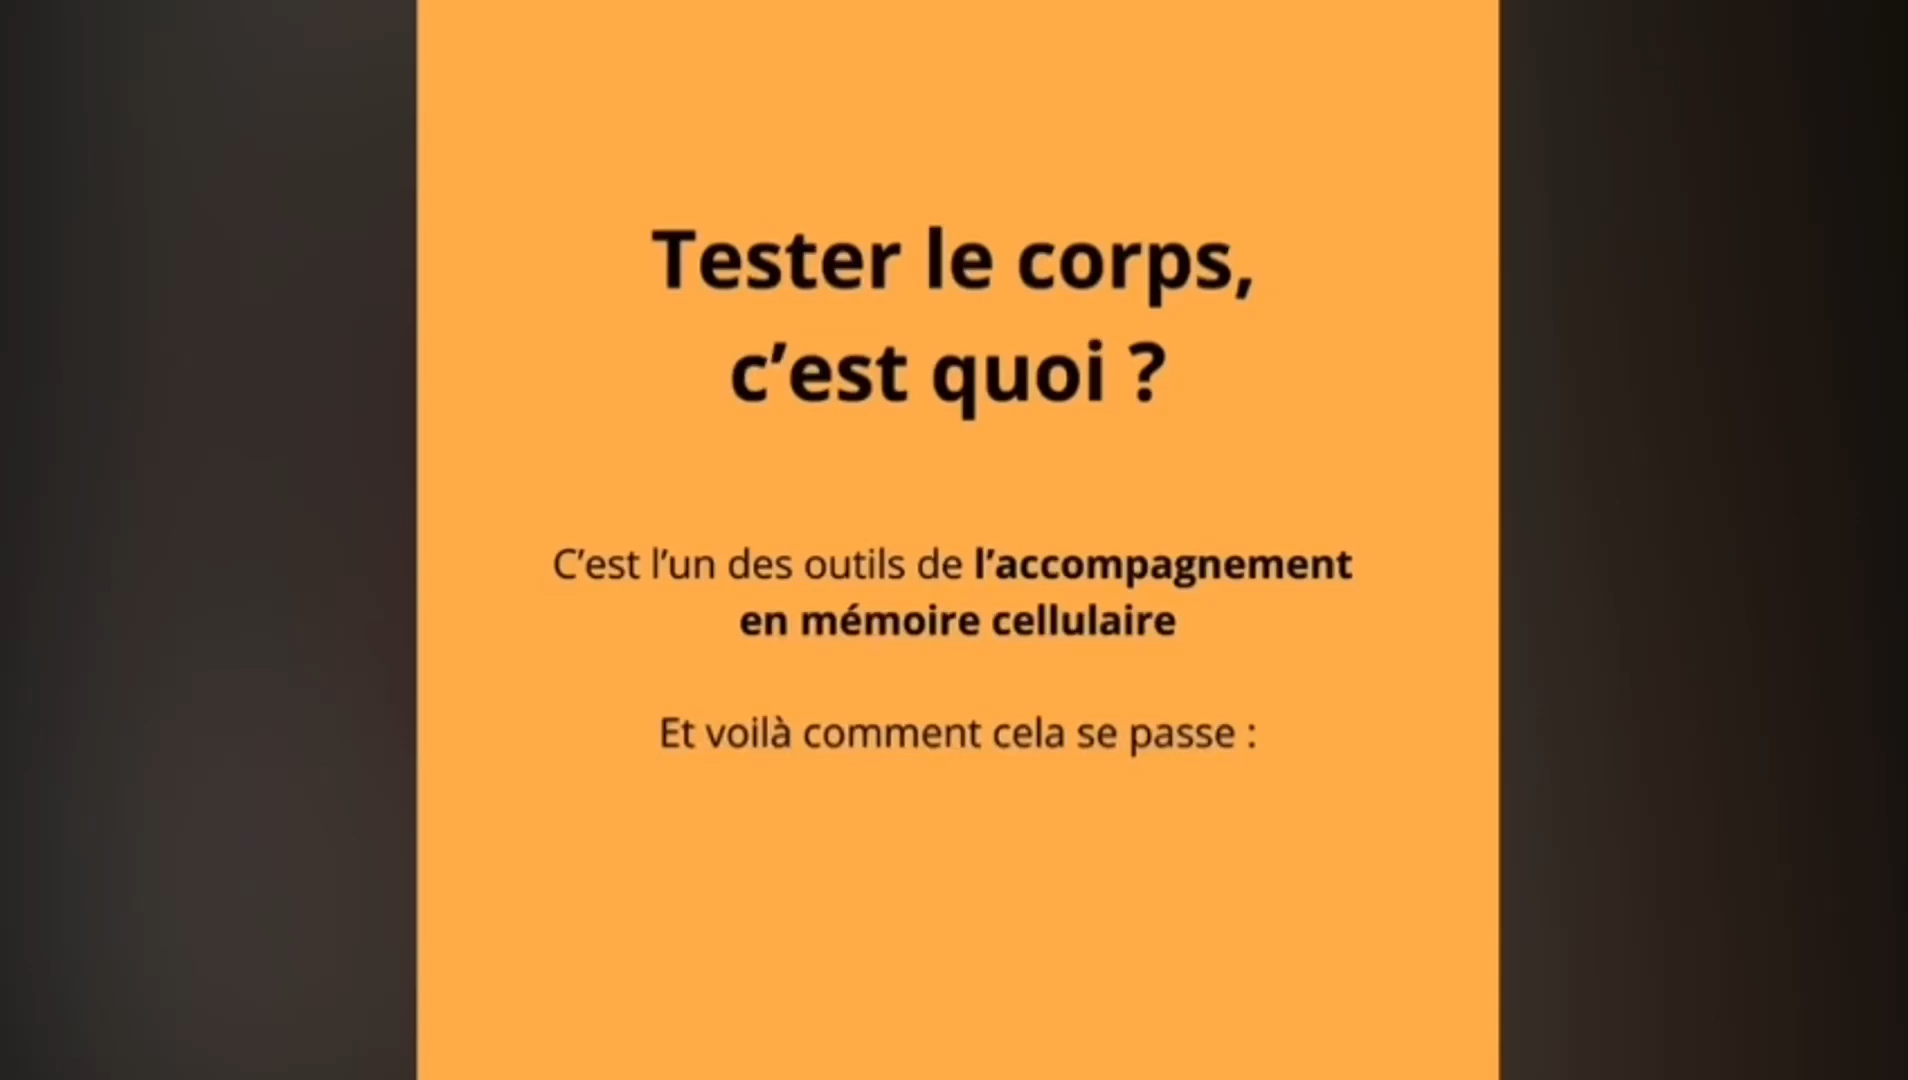 Tester le corps,
c’est quoi ?
C’est l’un des outils de l’accompagnement
en mémoire cellulaire
Et voilà comment cela se passe :